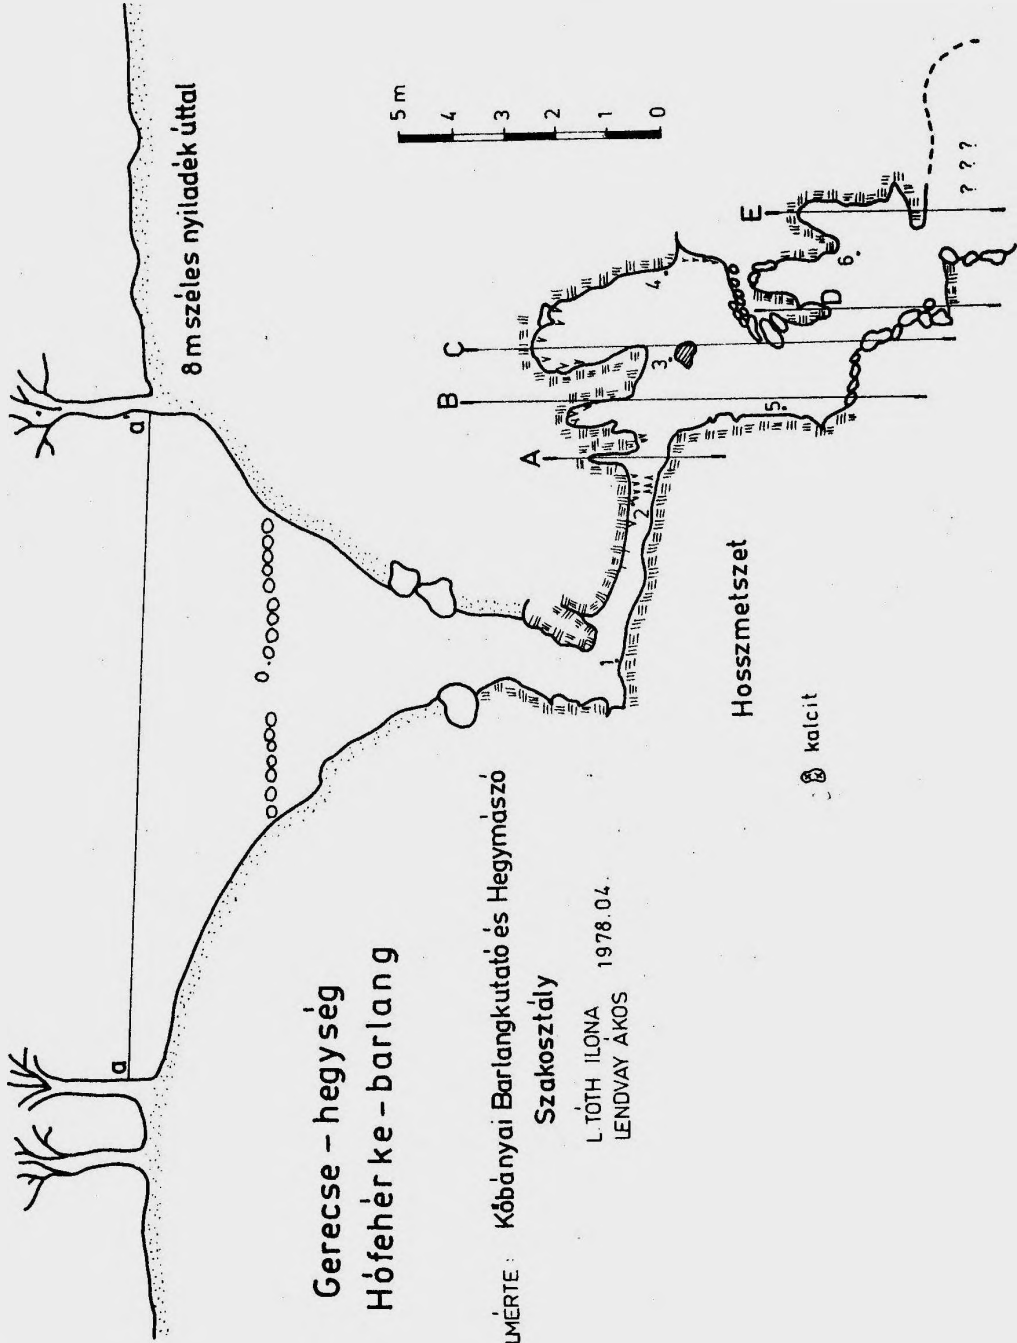 Gerecse - hegység
Hófehérke - barlang
LMÉRTE : Kőbányai Barlangkutató és Hegymászó
Szakosztály
L. TÓTH ILONA 1978.04.
LENDVAY ÁKOS
8 m széles nyiladék úttal
a
a'
5 m
4
3
2
1
0
A
B
C
D
E
1.
2
3.
4.
5.
6.
? ? ?
Hosszmetszet
kalcit